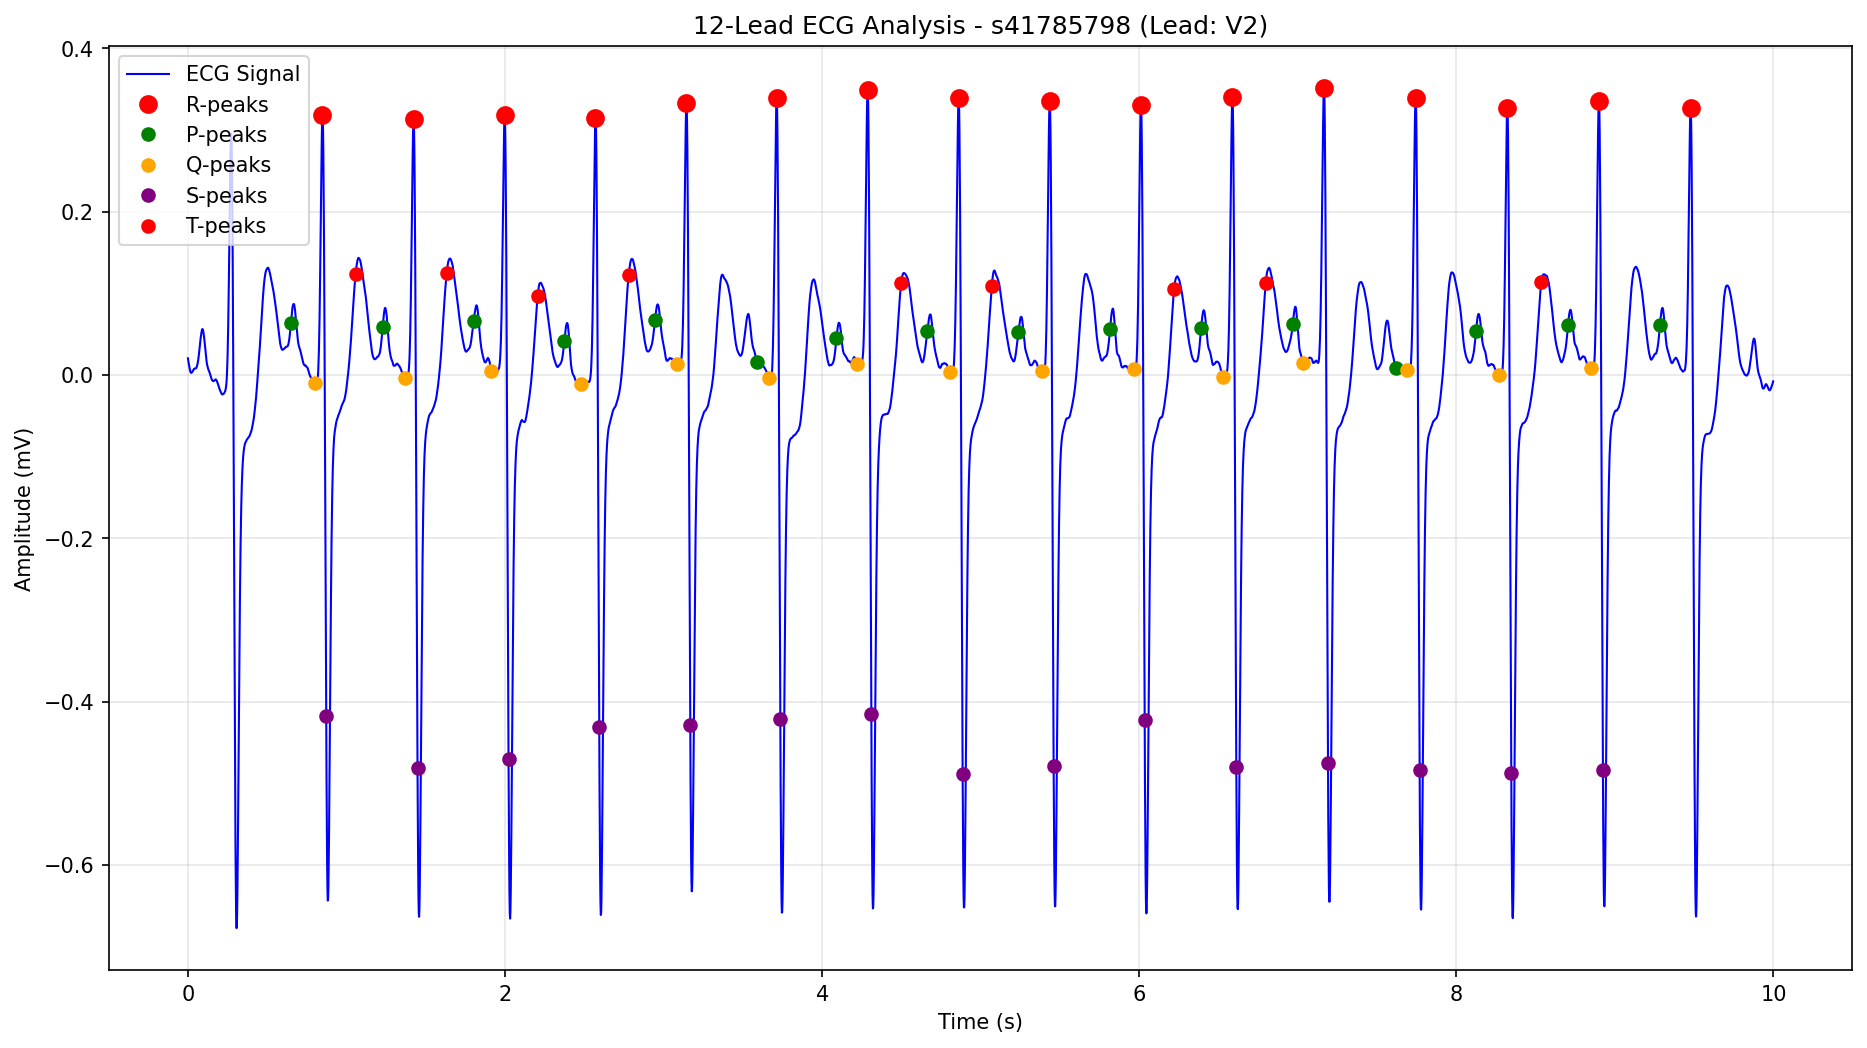 12-Lead ECG Analysis - s41785798 (Lead: V2)
ECG Signal
R-peaks
P-peaks
Q-peaks
S-peaks
T-peaks
0.4
0.2
0.0
−0.2
−0.4
−0.6
Amplitude (mV)
0 2 4 6 8 10
Time (s)